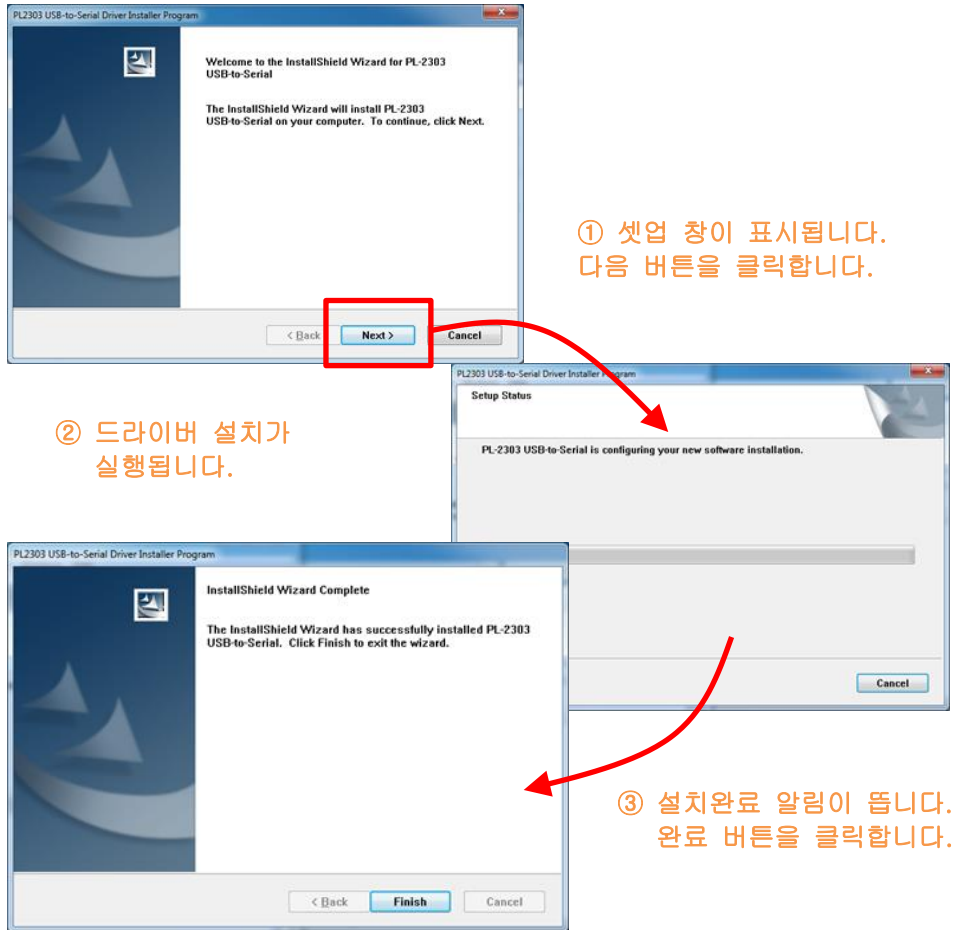 PL2303 USB-to-Serial Driver Installer Program
Welcome to the InstallShield Wizard for PL-2303
USB-to-Serial
The InstallShield Wizard will install PL-2303
USB-to-Serial on your computer. To continue, click Next.
< Back
Next >
Cancel
① 셋업 창이 표시됩니다.
다음 버튼을 클릭합니다.
PL2303 USB-to-Serial Driver Installer Program
Setup Status
PL-2303 USB-to-Serial is configuring your new software installation.
Cancel
② 드라이버 설치가
실행됩니다.
PL2303 USB-to-Serial Driver Installer Program
InstallShield Wizard Complete
The InstallShield Wizard has successfully installed PL-2303
USB-to-Serial. Click Finish to exit the wizard.
< Back
Finish
Cancel
③ 설치완료 알림이 뜹니다.
완료 버튼을 클릭합니다.